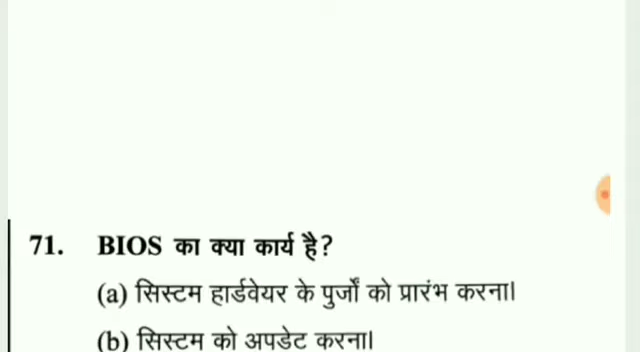 71. BIOS का क्या कार्य है?
(a) सिस्टम हार्डवेयर के पुर्जों को प्रारंभ करना।
(b) सिस्टम को अपडेट करना।